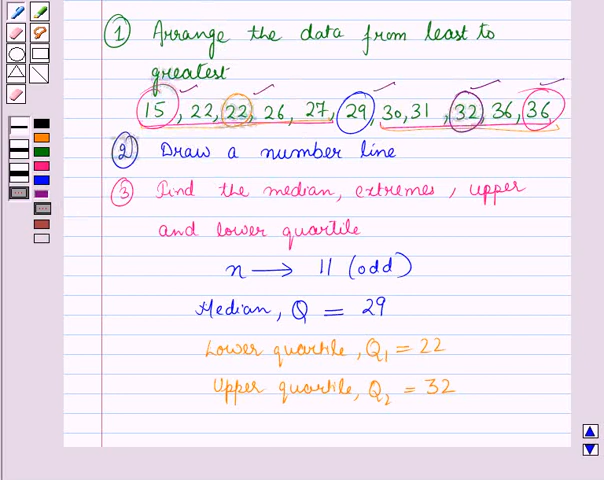 1 Arrange the data from least to
greatest
15, 22, 22, 26, 27, 29, 30, 31, 32, 36, 36,
2 Draw a number line
3 Find the median, extremes, upper
and lower quartile
n → 11 (odd)
Median, Q = 29
Lower quartile, Q₁ = 22
Upper quartile, Q₂ = 32